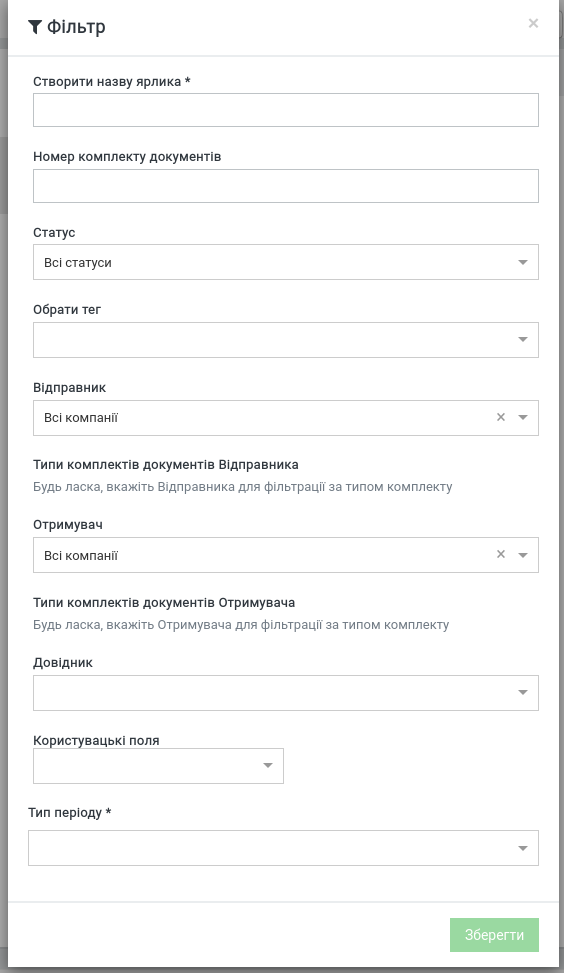 Фільтр
×
Створити назву ярлика *
Номер комплекту документів
Статус
Всі статуси
Обрати тег
Відправник
Всі компанії ×
Типи комплектів документів Відправника
Будь ласка, вкажіть Відправника для фільтрації за типом комплекту
Отримувач
Всі компанії ×
Типи комплектів документів Отримувача
Будь ласка, вкажіть Отримувача для фільтрації за типом комплекту
Довідник
Користувацькі поля
Тип періоду *
Зберегти